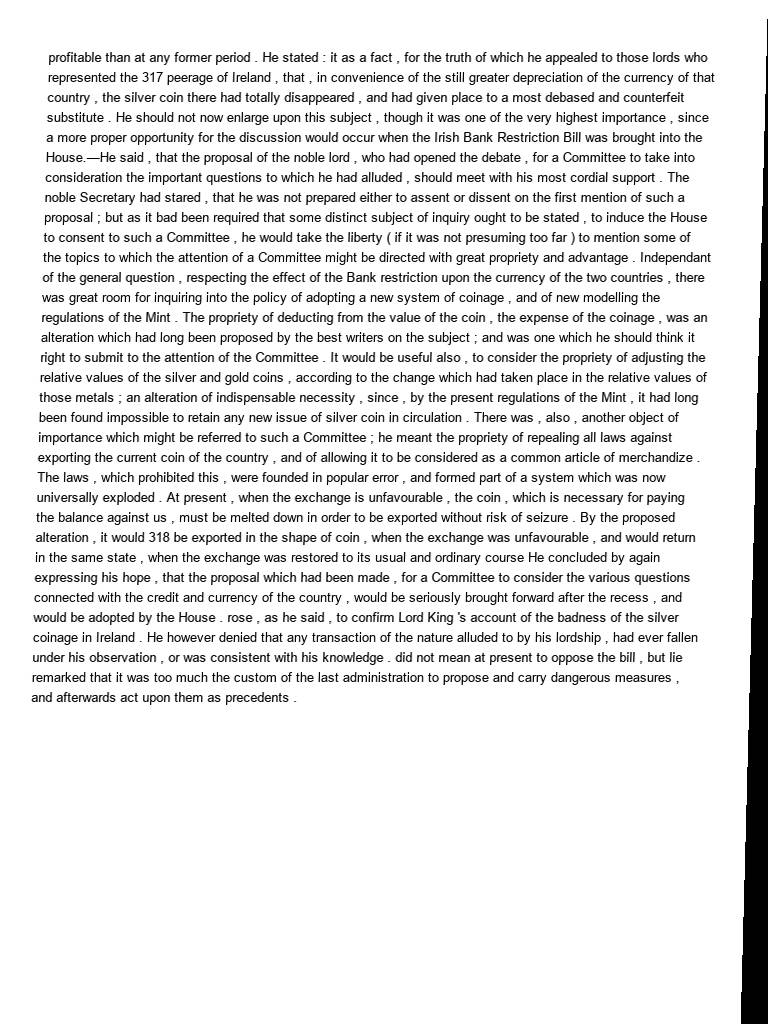 profitable than at any former period . He stated : it as a fact , for the truth of which he appealed to those lords who
represented the 317 peerage of Ireland , that , in convenience of the still greater depreciation of the currency of that
country , the silver coin there had totally disappeared , and had given place to a most debased and counterfeit
substitute . He should not now enlarge upon this subject , though it was one of the very highest importance , since
a more proper opportunity for the discussion would occur when the Irish Bank Restriction Bill was brought into the
House.—He said , that the proposal of the noble lord , who had opened the debate , for a Committee to take into
consideration the important questions to which he had alluded , should meet with his most cordial support . The
noble Secretary had stared , that he was not prepared either to assent or dissent on the first mention of such a
proposal ; but as it bad been required that some distinct subject of inquiry ought to be stated , to induce the House
to consent to such a Committee , he would take the liberty ( if it was not presuming too far ) to mention some of
the topics to which the attention of a Committee might be directed with great propriety and advantage . Independant
of the general question , respecting the effect of the Bank restriction upon the currency of the two countries , there
was great room for inquiring into the policy of adopting a new system of coinage , and of new modelling the
regulations of the Mint . The propriety of deducting from the value of the coin , the expense of the coinage , was an
alteration which had long been proposed by the best writers on the subject ; and was one which he should think it
right to submit to the attention of the Committee . It would be useful also , to consider the propriety of adjusting the
relative values of the silver and gold coins , according to the change which had taken place in the relative values of
those metals ; an alteration of indispensable necessity , since , by the present regulations of the Mint , it had long
been found impossible to retain any new issue of silver coin in circulation . There was , also , another object of
importance which might be referred to such a Committee ; he meant the propriety of repealing all laws against
exporting the current coin of the country , and of allowing it to be considered as a common article of merchandize .
The laws , which prohibited this , were founded in popular error , and formed part of a system which was now
universally exploded . At present , when the exchange is unfavourable , the coin , which is necessary for paying
the balance against us , must be melted down in order to be exported without risk of seizure . By the proposed
alteration , it would 318 be exported in the shape of coin , when the exchange was unfavourable , and would return
in the same state , when the exchange was restored to its usual and ordinary course He concluded by again
expressing his hope , that the proposal which had been made , for a Committee to consider the various questions
connected with the credit and currency of the country , would be seriously brought forward after the recess , and
would be adopted by the House . rose , as he said , to confirm Lord King 's account of the badness of the silver
coinage in Ireland . He however denied that any transaction of the nature alluded to by his lordship , had ever fallen
under his observation , or was consistent with his knowledge . did not mean at present to oppose the bill , but lie
remarked that it was too much the custom of the last administration to propose and carry dangerous measures ,
and afterwards act upon them as precedents .